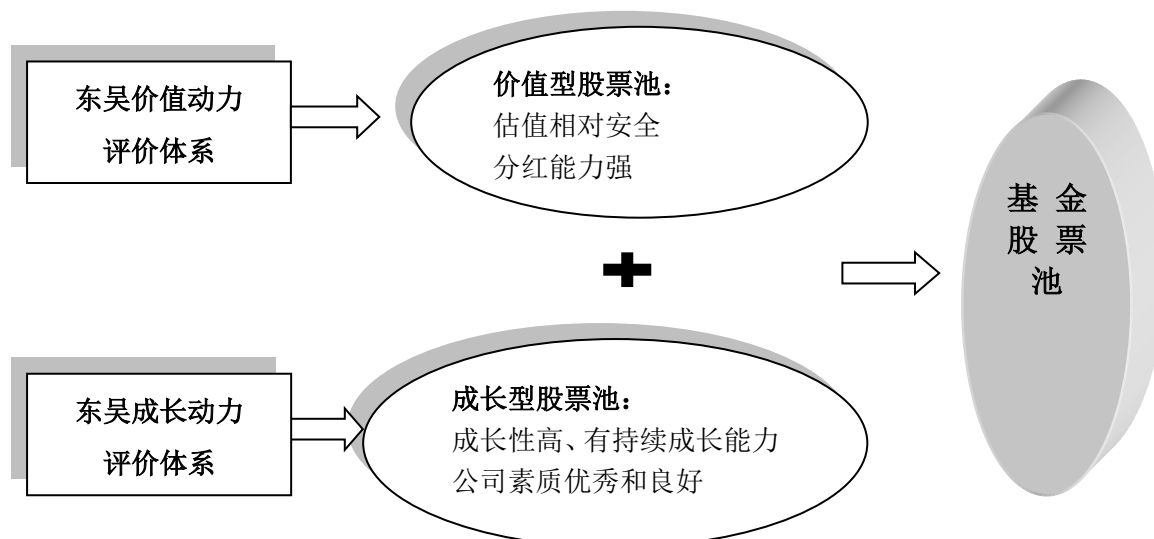 东吴价值动力
评价体系
价值型股票池：
估值相对安全
分红能力强
基 金
股 票
池
东吴成长动力
评价体系
成长型股票池：
成长性高、有持续成长能力
公司素质优秀和良好